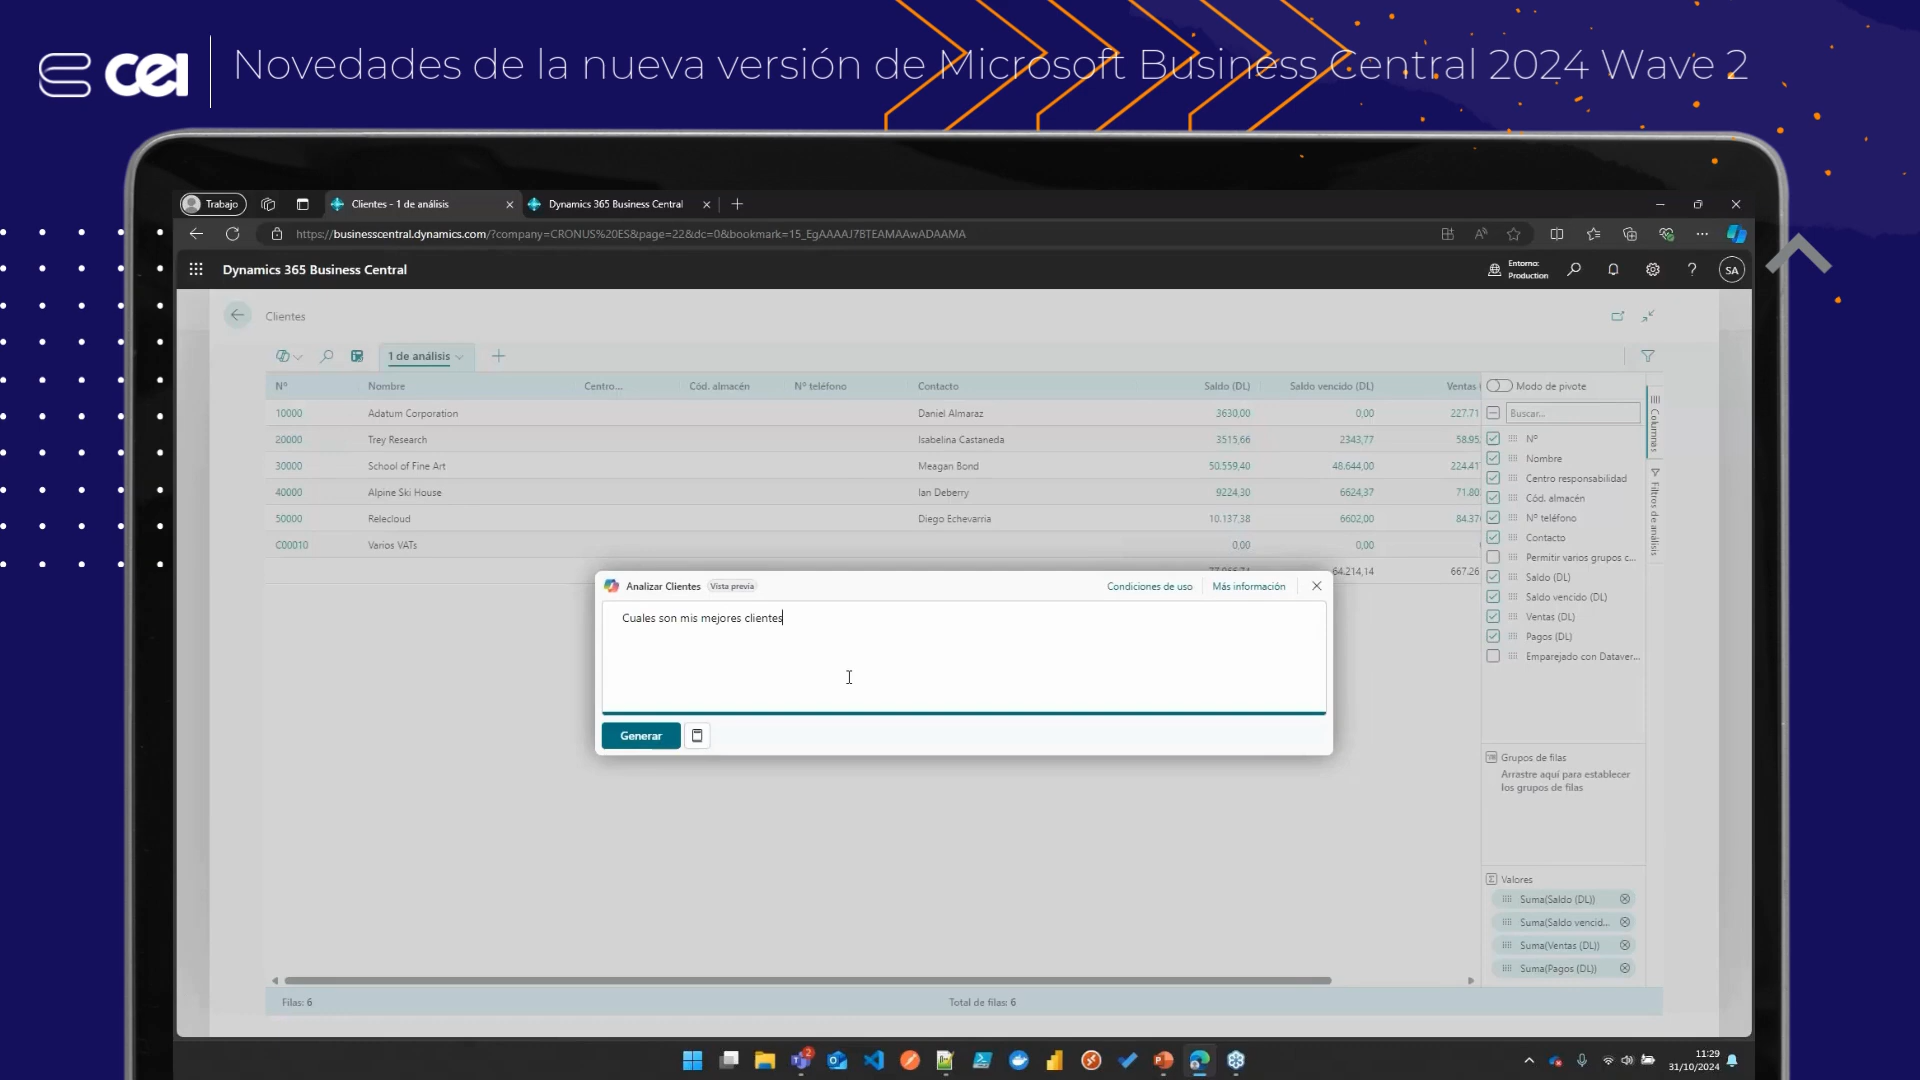 cei
Novedades de la nueva versión de Microsoft Business Central 2024 Wave 2
Trabajo
Clientes - 1 de análisis
Dynamics 365 Business Central
https://businesscentral.dynamics.com/?company=CRONUS%20ES&page=22&dc=0&bookmark=15_EgAAAAJ7BTEAMAAwADAAMA
Dynamics 365 Business Central
Entorno:
Production
SA
Clientes
1 de análisis
Nº Nombre Centro... Cód. almacén Nº teléfono Contacto Saldo (DL) Saldo vencido (DL) Ventas
10000 Adatum Corporation Daniel Almaraz 3630,00 0,00 227.71
20000 Trey Research Isabelina Castaneda 3515,66 2343,77 58.95
30000 School of Fine Art Meagan Bond 50.559,40 48.644,00 224.41
40000 Alpine Ski House Ian Deberry 9224,30 6624,37 71.80
50000 Relecloud Diego Echevarria 10.137,38 6602,00 84.37
C00010 Varios VATs 0,00 0,00
64.214,14 667.26
Modo de pivote
Buscar...
Nº
Nombre
Centro responsabilidad
Cód. almacén
Nº teléfono
Contacto
Permitir varios grupos c...
Saldo (DL)
Saldo vencido (DL)
Ventas (DL)
Pagos (DL)
Emparejado con Dataver...
Columnas
Filtros de análisis
Analizar Clientes Vista previa Condiciones de uso Más información
Cuales son mis mejores clientes
Generar
Grupos de filas
Arrastre aquí para establecer
los grupos de filas
Valores
Suma(Saldo (DL))
Suma(Saldo vencid...
Suma(Ventas (DL))
Suma(Pagos (DL))
Filas: 6 Total de filas: 6
2
11:29
31/10/2024